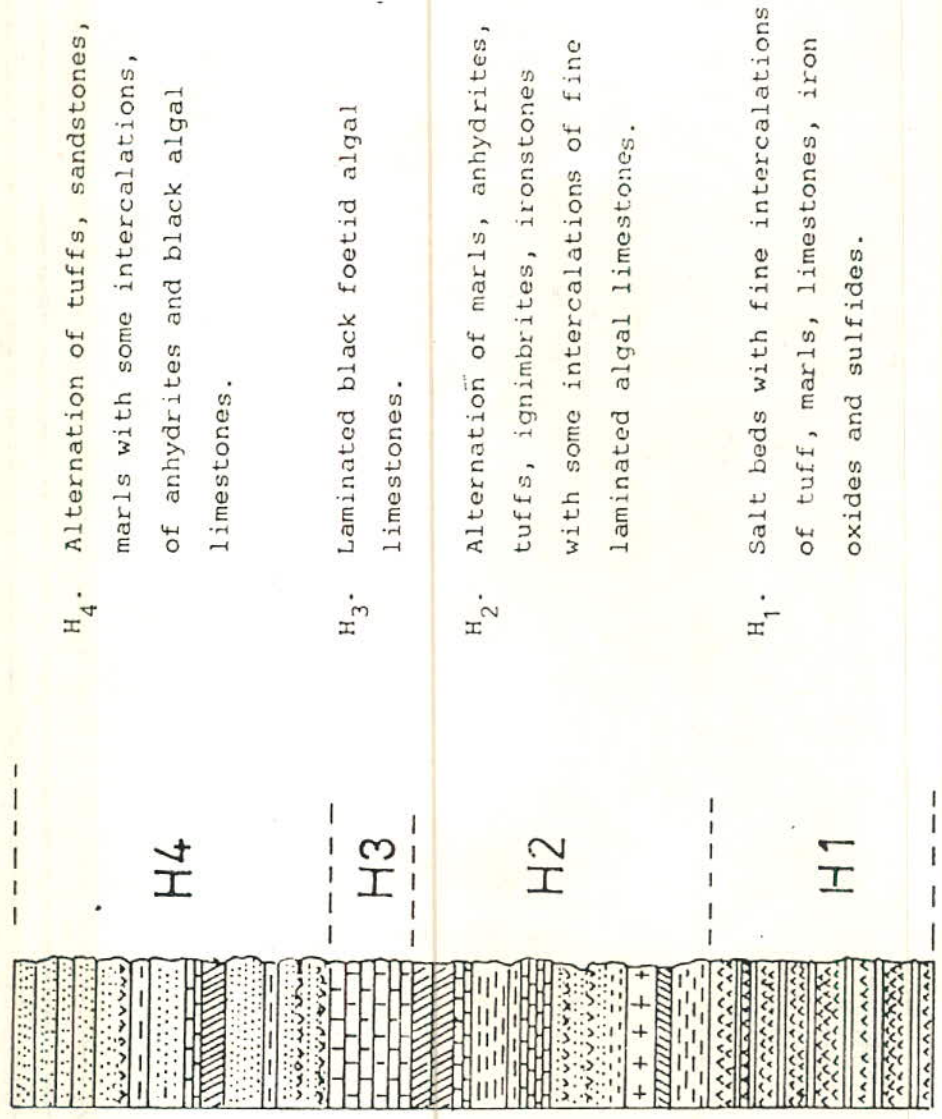 H4. Alternation of tuffs, sandstones,
marls with some intercalations,
of anhydrites and black algal
limestones.
H3. Laminated black foetid algal
limestones.
H2. Alternation of marls, anhydrites,
tuffs, ignimbrites, ironstones
with some intercalations of fine
laminated algal limestones.
H1. Salt beds with fine intercalations
of tuff, marls, limestones, iron
oxides and sulfides.
H4
H3
H2
H1